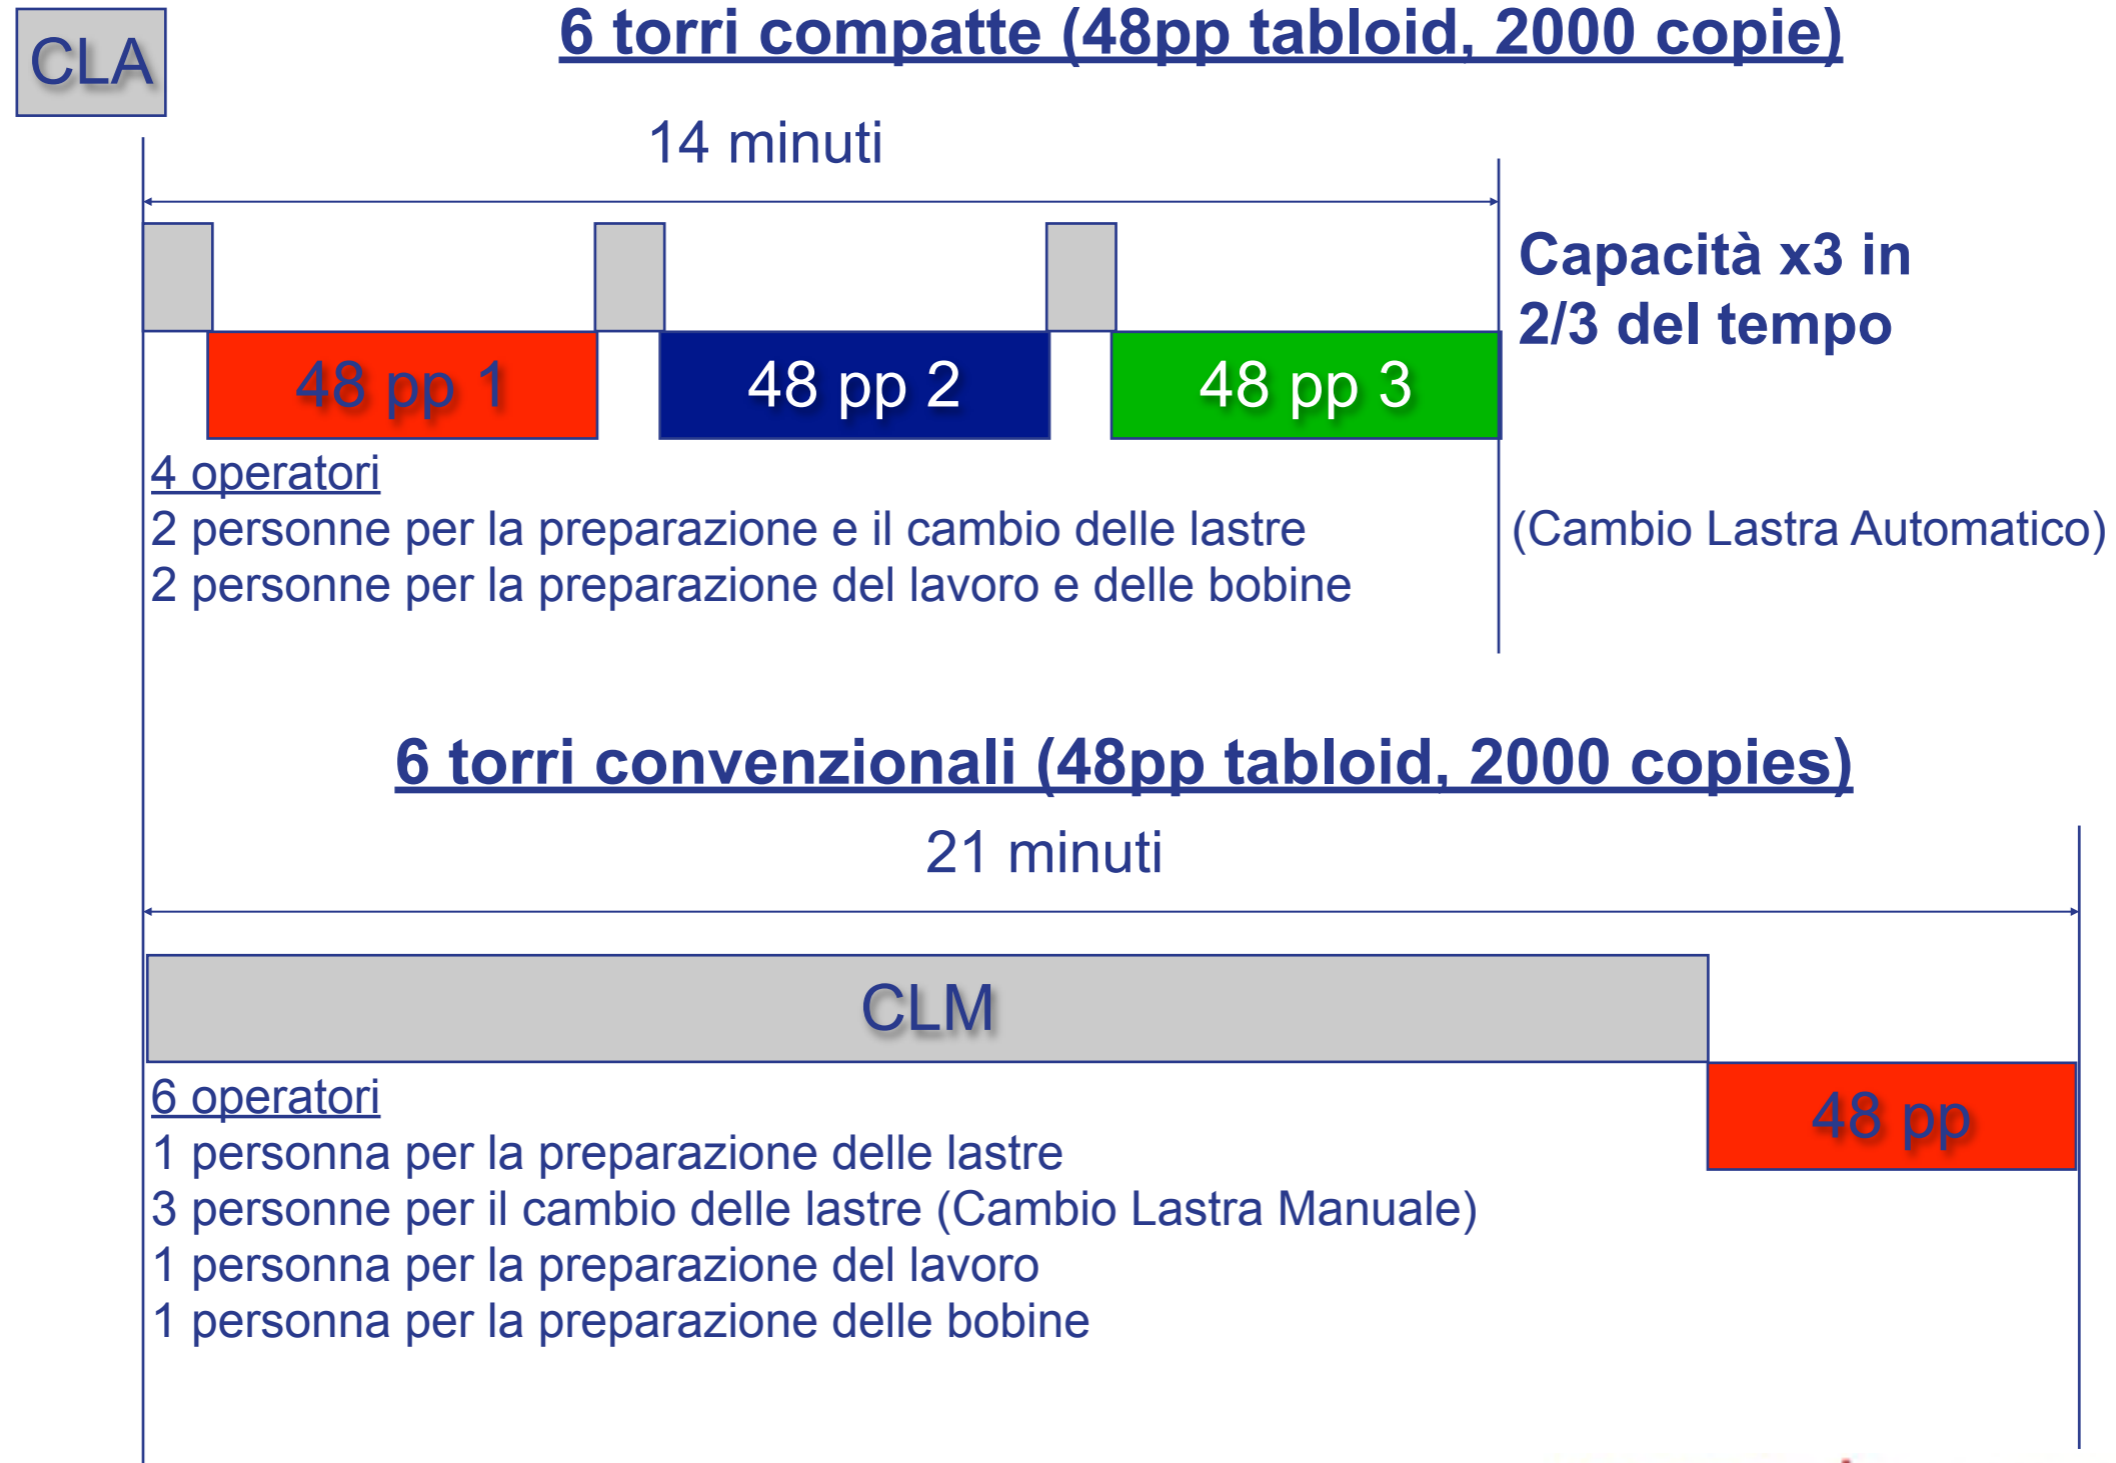 CLA
6 torri compatte (48pp tabloid, 2000 copie)
14 minuti
Capacità x3 in
2/3 del tempo
48 pp 1
48 pp 2
48 pp 3
4 operatori
2 personne per la preparazione e il cambio delle lastre
(Cambio Lastra Automatico)
2 personne per la preparazione del lavoro e delle bobine
6 torri convenzionali (48pp tabloid, 2000 copies)
21 minuti
CLM
48 pp
6 operatori
1 personna per la preparazione delle lastre
3 personne per il cambio delle lastre (Cambio Lastra Manuale)
1 personna per la preparazione del lavoro
1 personna per la preparazione delle bobine